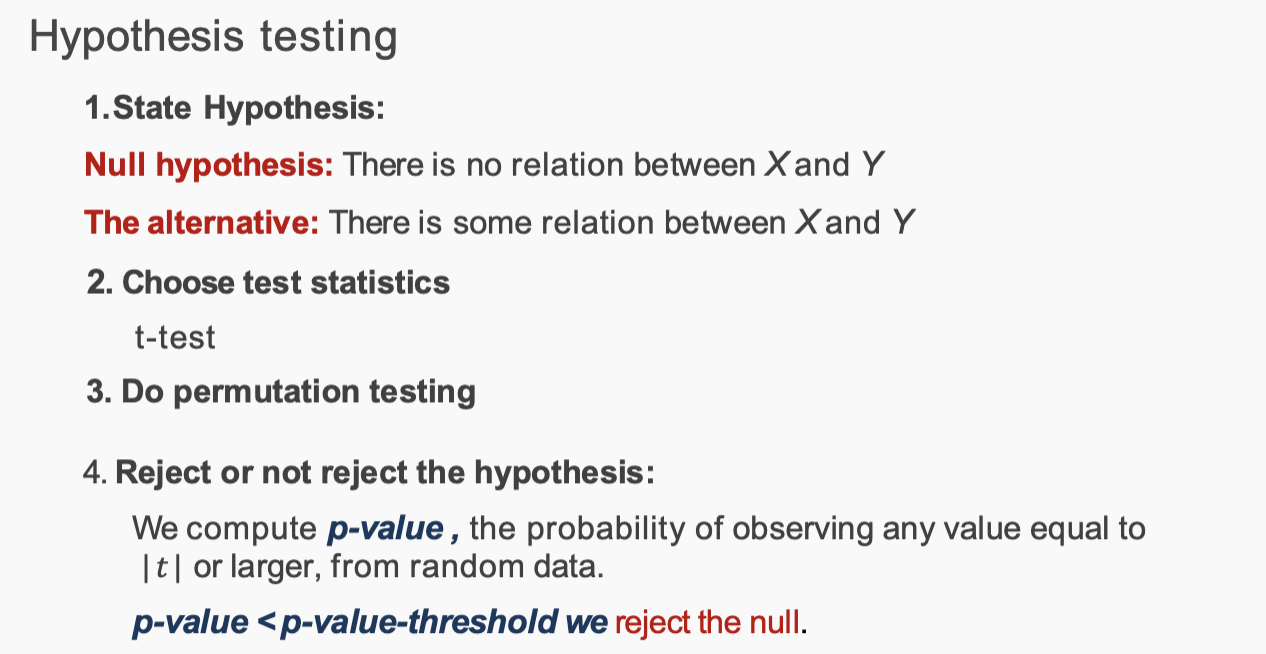 Hypothesis testing
1.State Hypothesis:
Null hypothesis: There is no relation between X and Y
The alternative: There is some relation between X and Y
2. Choose test statistics
t-test
3. Do permutation testing
4. Reject or not reject the hypothesis:
We compute p-value , the probability of observing any value equal to
|t| or larger, from random data.
p-value < p-value-threshold we reject the null.